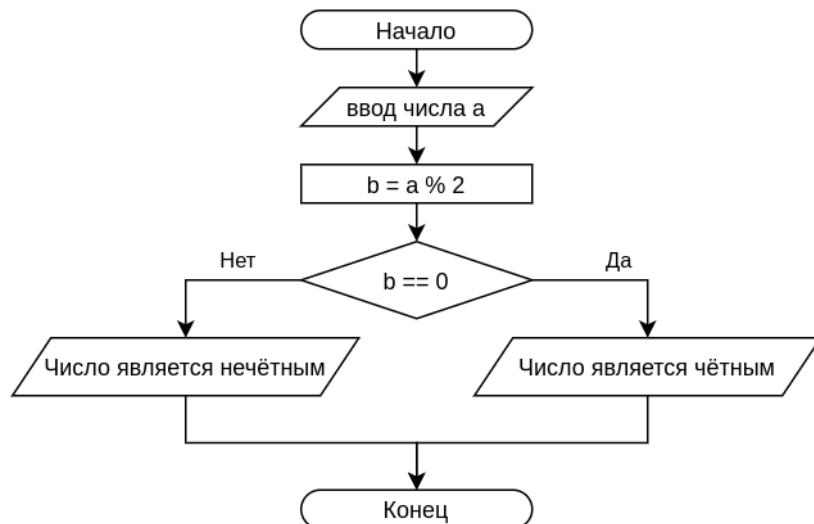 Начало
ввод числа a
b = a % 2
Нет
Да
b == 0
Число является нечётным
Число является чётным
Конец